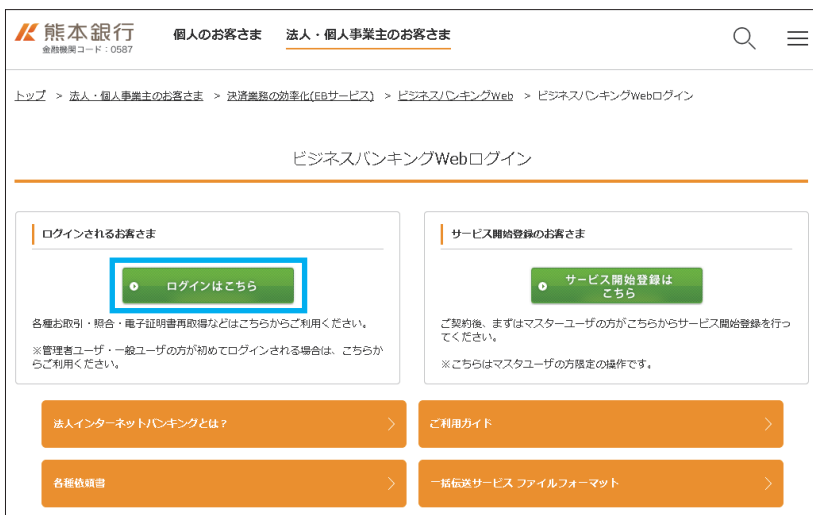 熊本銀行
金融機関コード：0587
個人のお客さま
法人・個人事業主のお客さま
トップ > 法人・個人事業主のお客さま > 決済業務の効率化(EBサービス) > ビジネスバンキングWeb > ビジネスバンキングWebログイン
ビジネスバンキングWebログイン
ログインされるお客さま
ログインはこちら
各種お取引・照会・電子証明書再取得などはこちらからご利用ください。
※管理者ユーザ・一般ユーザの方が初めてログインされる場合は、こちらか
らご利用ください。
サービス開始登録のお客さま
サービス開始登録は
こちら
ご契約後、まずはマスターユーザの方がこちらからサービス開始登録を行っ
てください。
※こちらはマスタユーザの方限定の操作です。
法人インターネットバンキングとは？
ご利用ガイド
各種依頼書
一括伝送サービス ファイルフォーマット